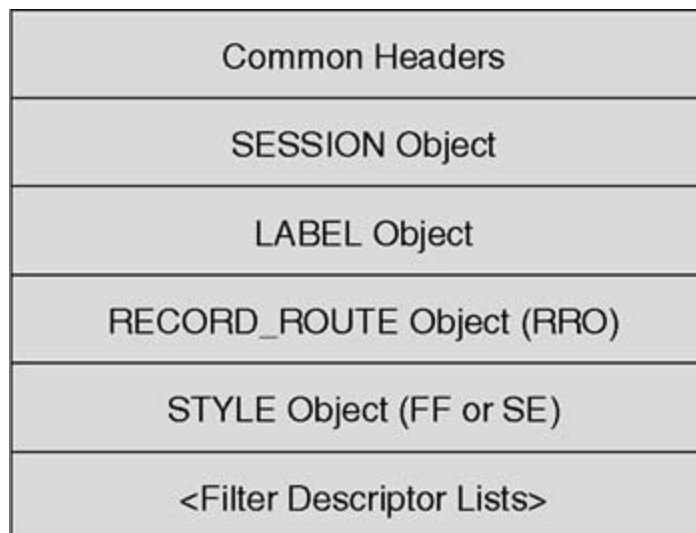 Common Headers
SESSION Object
LABEL Object
RECORD_ROUTE Object (RRO)
STYLE Object (FF or SE)
<Filter Descriptor Lists>